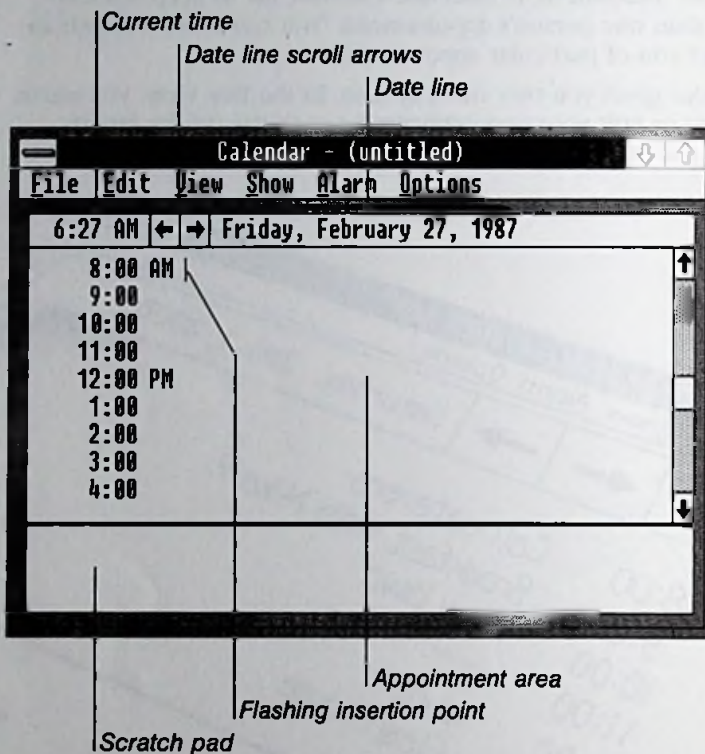 Current time
Date line scroll arrows
Date line
Calendar - (untitled)
File Edit View Show Alarm Options
6:27 AM ← → Friday, February 27, 1987
8:00 AM
9:00
10:00
11:00
12:00 PM
1:00
2:00
3:00
4:00
Appointment area
Flashing insertion point
Scratch pad